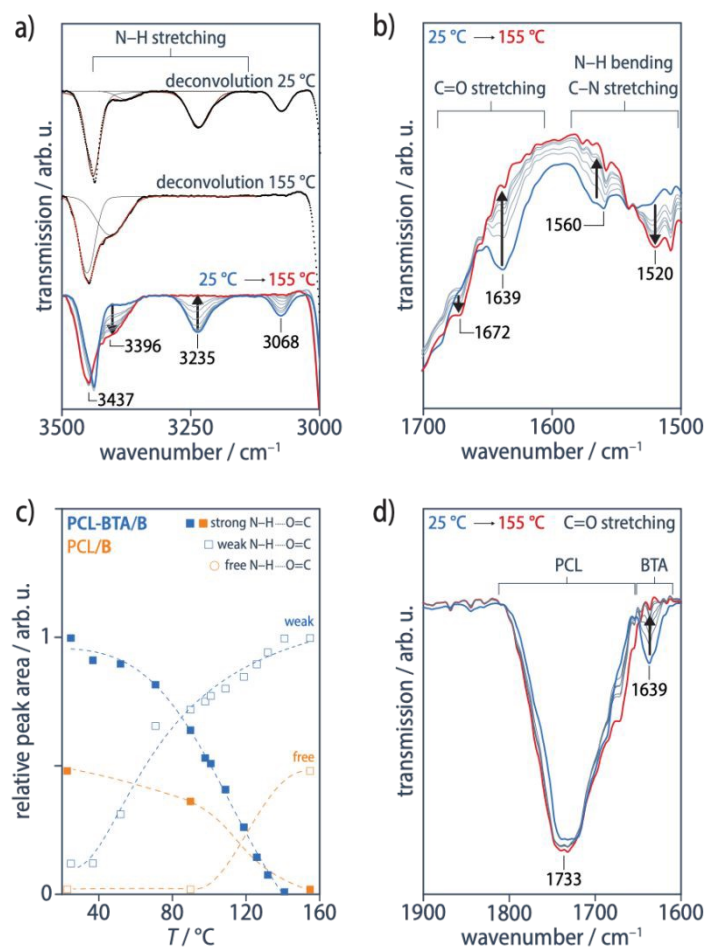 a)
N–H stretching
deconvolution 25 °C
deconvolution 155 °C
25 °C → 155 °C
3396
3235
3068
3437
transmission / arb. u.
3500 3250 3000
wavenumber / cm⁻¹
b)
25 °C → 155 °C
N–H bending
C=O stretching C–N stretching
1560
1639
1520
1672
transmission / arb. u.
1700 1600 1500
wavenumber / cm⁻¹
c)
PCL-BTA/B
PCL/B
strong N–H····O=C
weak N–H····O=C
free N–H····O=C
weak
free
relative peak area / arb. u.
1
0
40 80 120 160
T / °C
d)
25 °C → 155 °C C=O stretching
PCL BTA
1639
1733
transmission / arb. u.
1900 1800 1700 1600
wavenumber / cm⁻¹